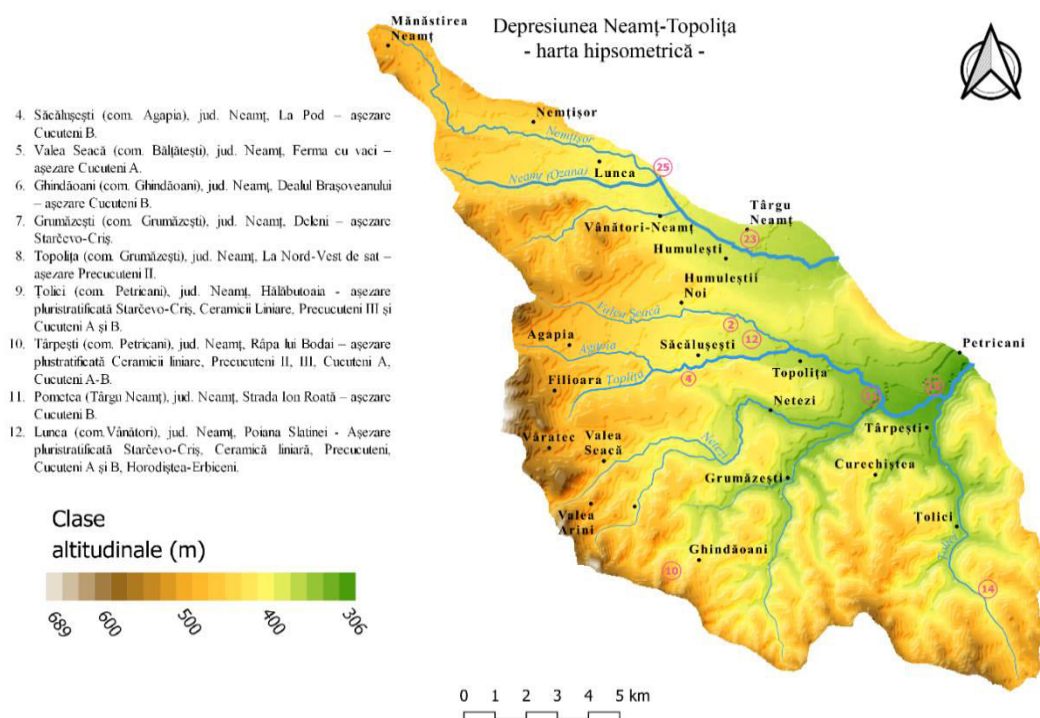 Depresiunea Neamț-Topolița
- harta hipsometrică -
4. Săcălușești (com. Agapia), jud. Neamț, La Pod – așezare
Cucuteni B.
5. Valea Seacă (com. Bălțătești), jud. Neamț, Ferma cu vaci –
așezare Cucuteni A.
6. Ghindăoani (com. Ghindăoani), jud. Neamț, Dealul Brașoveanului
– așezare Cucuteni B.
7. Grumăzești (com. Grumăzești), jud. Neamț, Deleni – așezare
Starčevo-Criș.
8. Topolița (com. Grumăzești), jud. Neamț, La Nord-Vest de sat –
așezare Precucuteni II.
9. Țolici (com. Petricani), jud. Neamț, Hălăbutoaia - așezare
pluristratificată Starčevo-Criș, Ceramicii Liniare, Precucuteni III și
Cucuteni A și B.
10. Târpești (com. Petricani), jud. Neamț, Râpa lui Bodai – așezare
plustratificată Ceramicii liniare, Precucuteni II, III, Cucuteni A,
Cucuteni A-B.
11. Pometea (Târgu Neamț), jud. Neamț, Strada Ion Roată – așezare
Cucuteni B.
12. Lunca (com.Vânători), jud. Neamț, Poiana Slatinei - Așezare
pluristratificată Starčevo-Criș, Ceramică liniară, Precucuteni,
Cucuteni A și B, Horodiștea-Erbiceni.
Clase
altitudinale (m)
689
600
500
400
306
Mănăstirea
Neamț
Nemțișor
Nemțișor
Lunca
25
Neamț (Ozana)
Vânători-Neamț
Târgu
Neamț
23
Humulești
Humuleștii
Noi
Falea Seacă
2
12
Agapia
Agapia
Săcălușești
Petricani
Filioara
Topliță
4
Topolița
Netezi
Târpești
Văratec
Valea
Seacă
Netezi
Curechiștea
Grumăzești
Valea
Arini
Țolici
Țolici
Ghindăoani
10
14
0 1 2 3 4 5 km